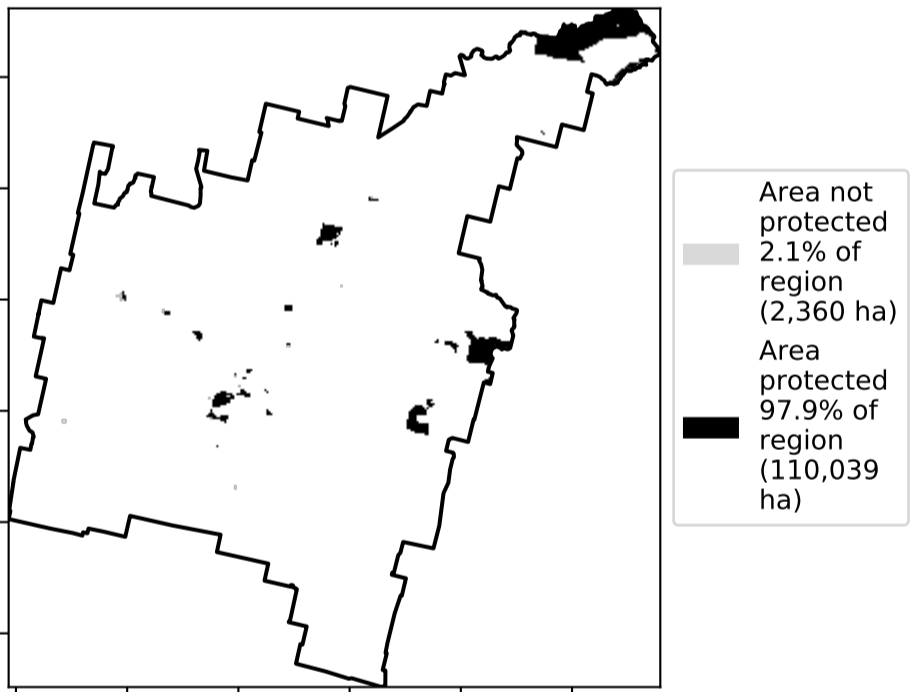 Area not
protected
2.1% of
region
(2,360 ha)
Area
protected
97.9% of
region
(110,039
ha)